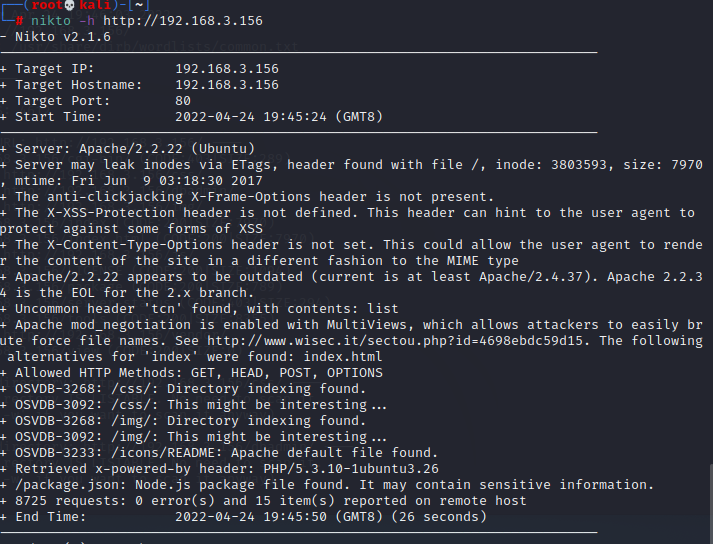 ┌──(root💀kali)-[~]
└─# nikto -h http://192.168.3.156
- Nikto v2.1.6
+ Target IP:          192.168.3.156
+ Target Hostname:    192.168.3.156
+ Target Port:        80
+ Start Time:         2022-04-24 19:45:24 (GMT8)
+ Server: Apache/2.2.22 (Ubuntu)
+ Server may leak inodes via ETags, header found with file /, inode: 3803593, size: 7970
, mtime: Fri Jun  9 03:18:30 2017
+ The anti-clickjacking X-Frame-Options header is not present.
+ The X-XSS-Protection header is not defined. This header can hint to the user agent to
protect against some forms of XSS
+ The X-Content-Type-Options header is not set. This could allow the user agent to rende
r the content of the site in a different fashion to the MIME type
+ Apache/2.2.22 appears to be outdated (current is at least Apache/2.4.37). Apache 2.2.3
4 is the EOL for the 2.x branch.
+ Uncommon header 'tcn' found, with contents: list
+ Apache mod_negotiation is enabled with MultiViews, which allows attackers to easily br
ute force file names. See http://www.wisec.it/sectou.php?id=4698ebdc59d15. The following
 alternatives for 'index' were found: index.html
+ Allowed HTTP Methods: GET, HEAD, POST, OPTIONS
+ OSVDB-3268: /css/: Directory indexing found.
+ OSVDB-3092: /css/: This might be interesting...
+ OSVDB-3268: /img/: Directory indexing found.
+ OSVDB-3092: /img/: This might be interesting...
+ OSVDB-3233: /icons/README: Apache default file found.
+ Retrieved x-powered-by header: PHP/5.3.10-1ubuntu3.26
+ /package.json: Node.js package file found. It may contain sensitive information.
+ 8725 requests: 0 error(s) and 15 item(s) reported on remote host
+ End Time:           2022-04-24 19:45:50 (GMT8) (26 seconds)